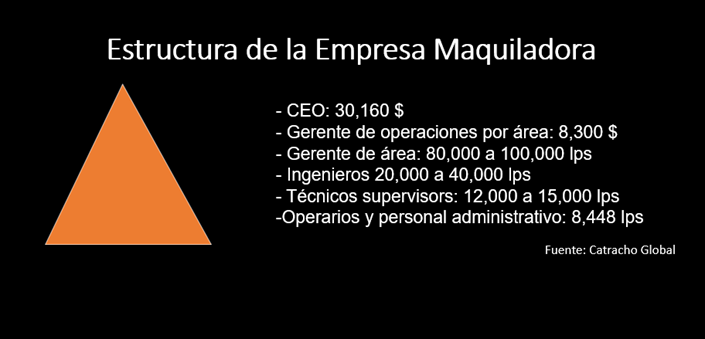 Estructura de la Empresa Maquiladora
- CEO: 30,160 $
- Gerente de operaciones por área: 8,300 $
- Gerente de área: 80,000 a 100,000 lps
- Ingenieros 20,000 a 40,000 lps
- Técnicos supervisors: 12,000 a 15,000 lps
-Operarios y personal administrativo: 8,448 lps
Fuente: Catracho Global